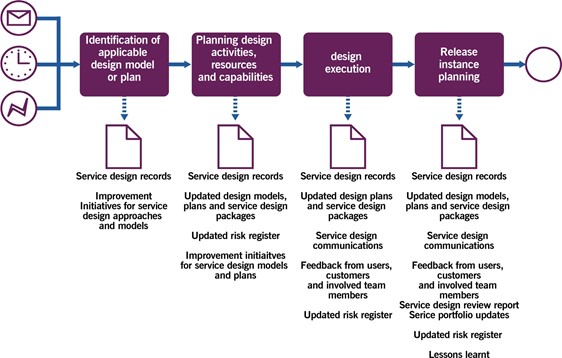 Identification of
applicable
design model
or plan
Planning design
activities,
resources
and capabilities
design
execution
Release
instance
planning
Service design records
Improvement
Initiatives for service
design approaches
and models
Service design records
Updated design models,
plans and service design
packages
Updated risk register
Improvement initiaitves
for service design models
and plans
Service design records
Updated design plans
and service design
packages
Service design
communications
Feedback from users,
customers
and involved team
members
Updated risk register
Service design records
Updated design models,
plans and service design
packages
Service design
communications
Feedback from users,
customers
and involved team
members
Service design review report
Serice portfolio updates
Updated risk register
Lessons learnt